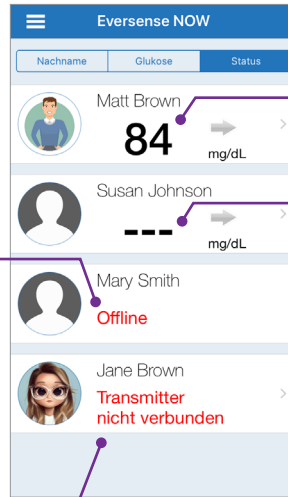 Eversense NOW
Nachname Glukose Status
Matt Brown
84
mg/dL
Susan Johnson
---
mg/dL
Mary Smith
Offline
Jane Brown
Transmitter
nicht verbunden